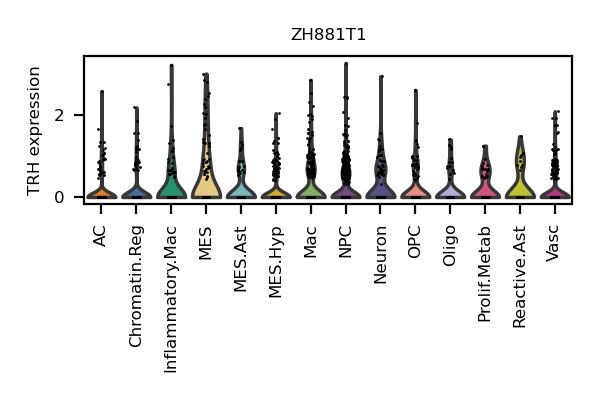 ZH881T1
TRH expression
2
0
AC
Chromatin.Reg
Inflammatory.Mac
MES
MES.Ast
MES.Hyp
Mac
NPC
Neuron
OPC
Oligo
Prolif.Metab
Reactive.Ast
Vasc